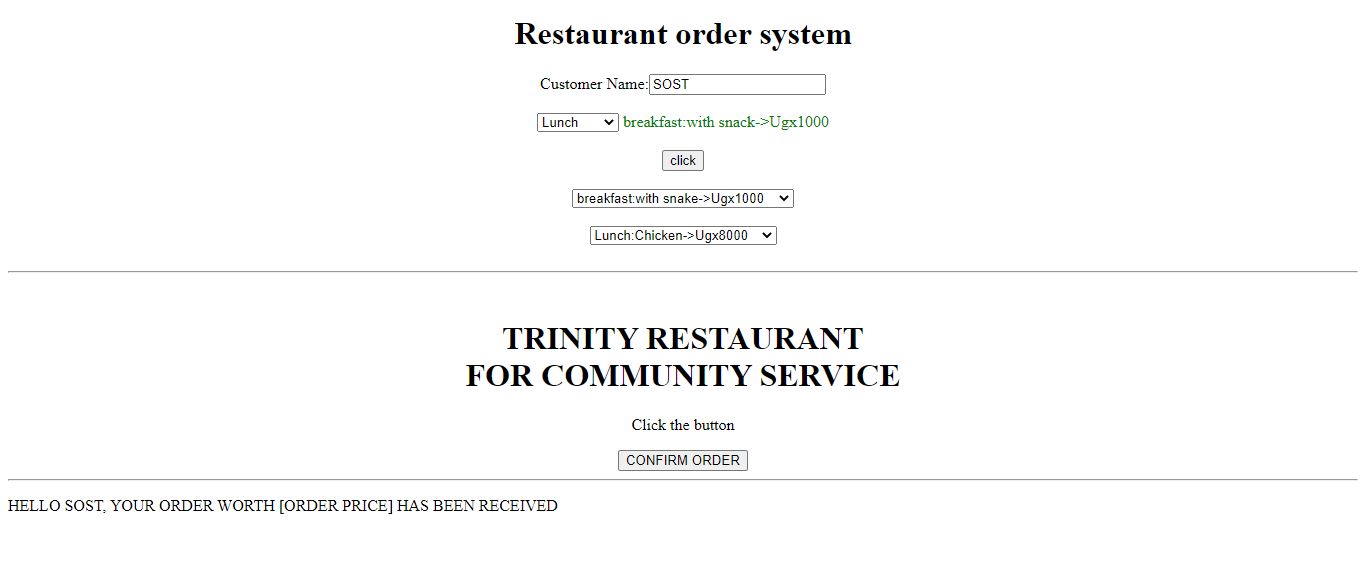 Restaurant order system
Customer Name:SOST
Lunch breakfast:with snack->Ugx1000
click
breakfast:with snake->Ugx1000
Lunch:Chicken->Ugx8000
TRINITY RESTAURANT
FOR COMMUNITY SERVICE
Click the button
CONFIRM ORDER
HELLO SOST, YOUR ORDER WORTH [ORDER PRICE] HAS BEEN RECEIVED